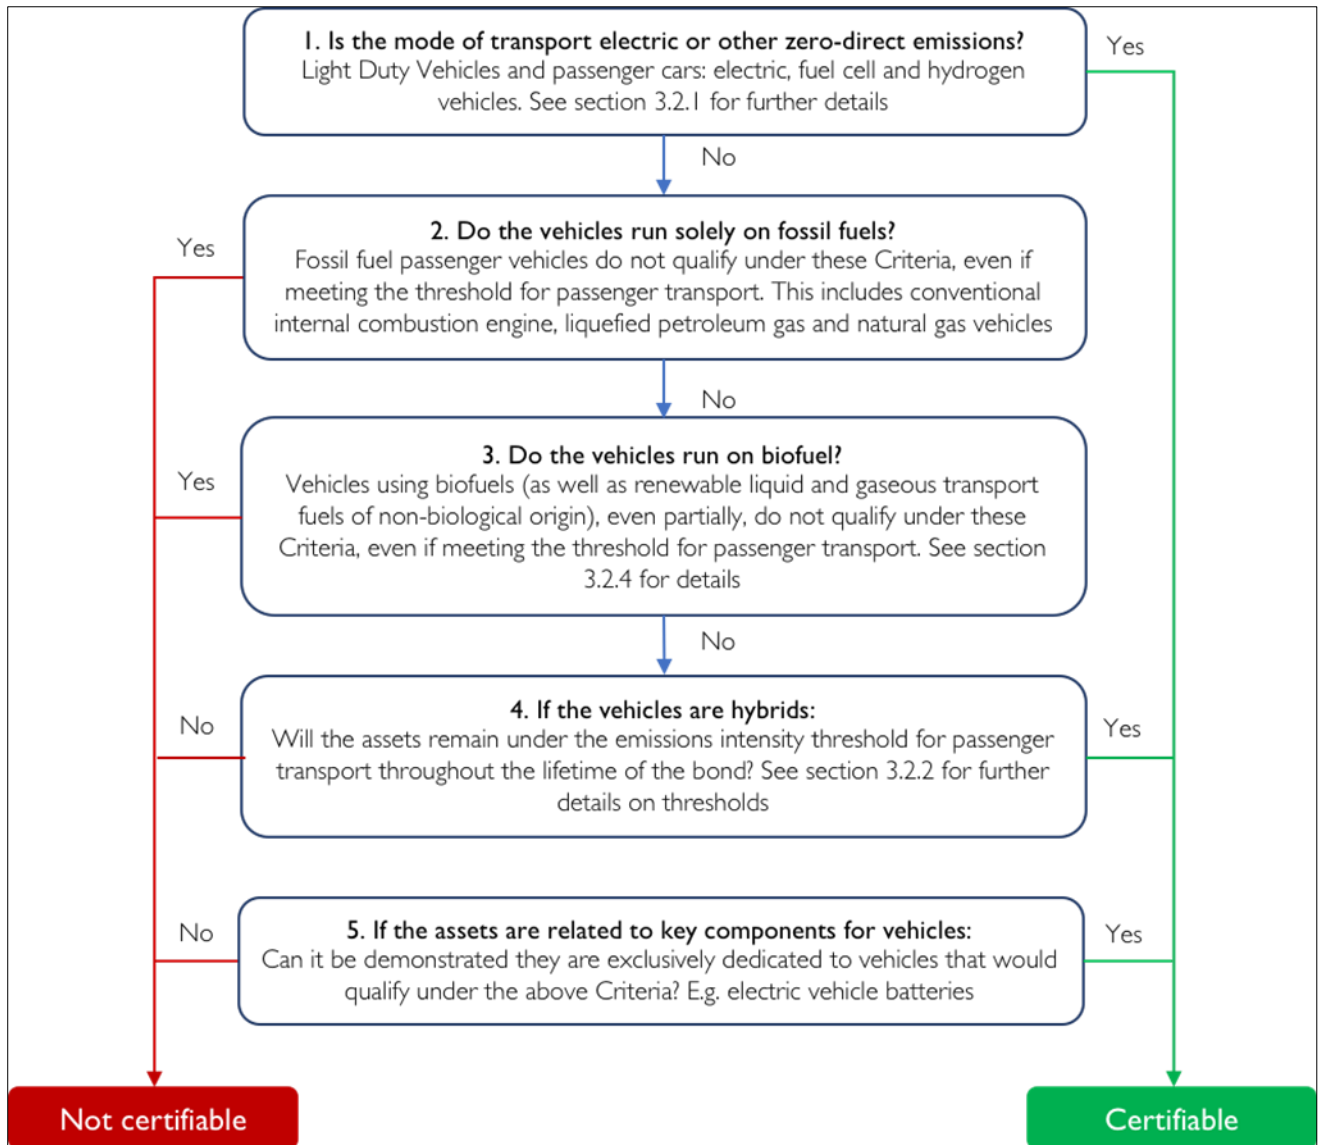 1. Is the mode of transport electric or other zero-direct emissions?
Light Duty Vehicles and passenger cars: electric, fuel cell and hydrogen
vehicles. See section 3.2.1 for further details
Yes
No
2. Do the vehicles run solely on fossil fuels?
Fossil fuel passenger vehicles do not qualify under these Criteria, even if
meeting the threshold for passenger transport. This includes conventional
internal combustion engine, liquefied petroleum gas and natural gas vehicles
Yes
No
3. Do the vehicles run on biofuel?
Vehicles using biofuels (as well as renewable liquid and gaseous transport
fuels of non-biological origin), even partially, do not qualify under these
Criteria, even if meeting the threshold for passenger transport. See section
3.2.4 for details
Yes
No
4. If the vehicles are hybrids:
Will the assets remain under the emissions intensity threshold for passenger
transport throughout the lifetime of the bond? See section 3.2.2 for further
details on thresholds
No
Yes
5. If the assets are related to key components for vehicles:
Can it be demonstrated they are exclusively dedicated to vehicles that would
qualify under the above Criteria? E.g. electric vehicle batteries
No
Yes
Not certifiable
Certifiable